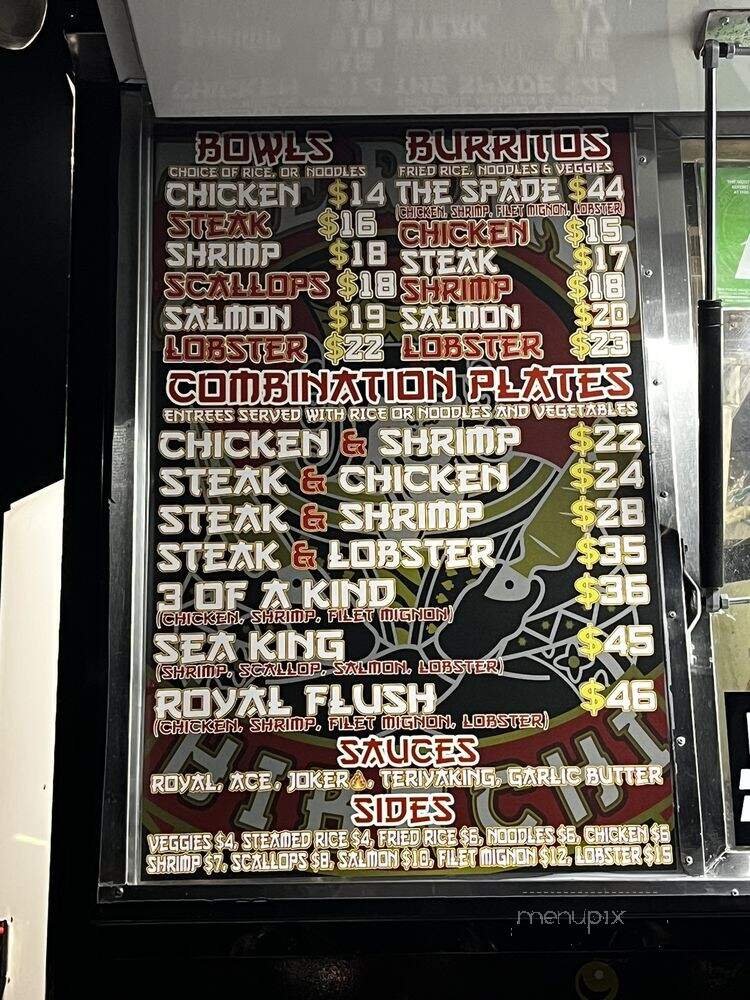 BOWLS
CHOICE OF RICE, OR NOODLES
CHICKEN $14
STEAK $16
SHRIMP $18
SCALLOPS $18
SALMON $19
LOBSTER $22
BURRITOS
FRIED RICE, NOODLES & VEGGIES
THE SPADE $44
(CHICKEN, SHRIMP, FILET MIGNON, LOBSTER)
CHICKEN $15
STEAK $17
SHRIMP $18
SALMON $20
LOBSTER $23
COMBINATION PLATES
ENTREES SERVED WITH RICE OR NOODLES AND VEGETABLES
CHICKEN & SHRIMP $22
STEAK & CHICKEN $24
STEAK & SHRIMP $28
STEAK & LOBSTER $35
3 OF A KIND $36
(CHICKEN, SHRIMP, FILET MIGNON)
SEA KING $45
(SHRIMP, SCALLOP, SALMON, LOBSTER)
ROYAL FLUSH $46
(CHICKEN, SHRIMP, FILET MIGNON, LOBSTER)
SAUCES
ROYAL, ACE, JOKER🔥, TERIYAKING, GARLIC BUTTER
SIDES
VEGGIES $4, STEAMED RICE $4, FRIED RICE $6, NOODLES $6, CHICKEN $6
SHRIMP $7, SCALLOPS $8, SALMON $10, FILET MIGNON $12, LOBSTER $15
HIBACHI
menupix